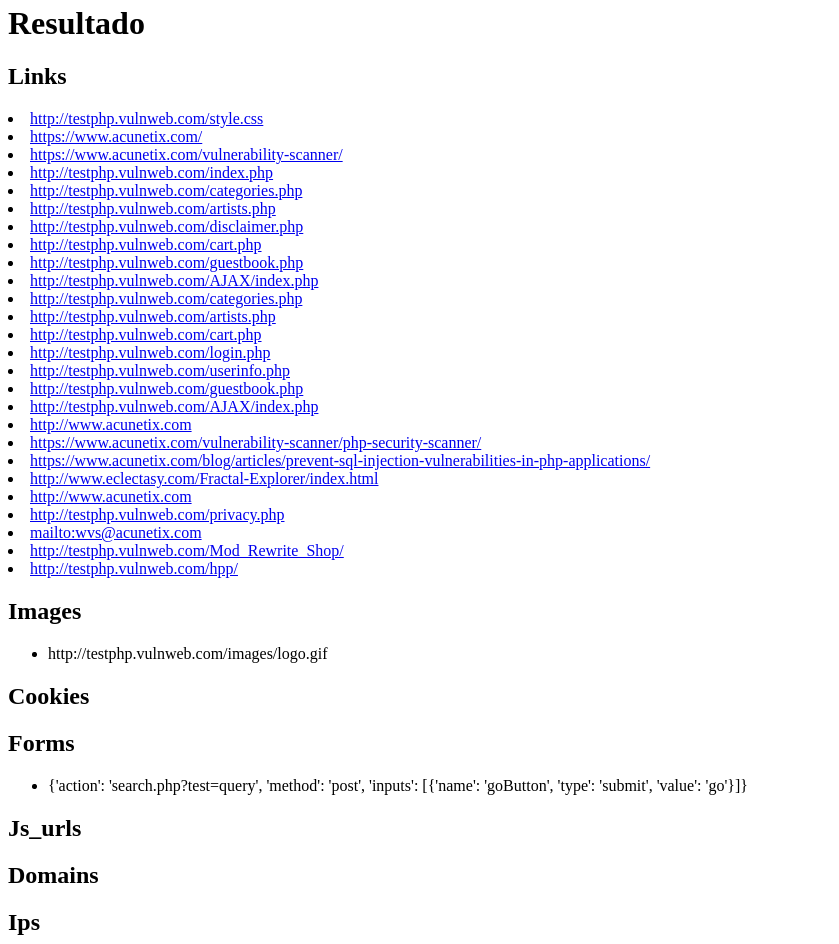 Resultado
Links
http://testphp.vulnweb.com/style.css
https://www.acunetix.com/
https://www.acunetix.com/vulnerability-scanner/
http://testphp.vulnweb.com/index.php
http://testphp.vulnweb.com/categories.php
http://testphp.vulnweb.com/artists.php
http://testphp.vulnweb.com/disclaimer.php
http://testphp.vulnweb.com/cart.php
http://testphp.vulnweb.com/guestbook.php
http://testphp.vulnweb.com/AJAX/index.php
http://testphp.vulnweb.com/categories.php
http://testphp.vulnweb.com/artists.php
http://testphp.vulnweb.com/cart.php
http://testphp.vulnweb.com/login.php
http://testphp.vulnweb.com/userinfo.php
http://testphp.vulnweb.com/guestbook.php
http://testphp.vulnweb.com/AJAX/index.php
http://www.acunetix.com
https://www.acunetix.com/vulnerability-scanner/php-security-scanner/
https://www.acunetix.com/blog/articles/prevent-sql-injection-vulnerabilities-in-php-applications/
http://www.eclectasy.com/Fractal-Explorer/index.html
http://www.acunetix.com
http://testphp.vulnweb.com/privacy.php
mailto:wvs@acunetix.com
http://testphp.vulnweb.com/Mod_Rewrite_Shop/
http://testphp.vulnweb.com/hpp/
Images
http://testphp.vulnweb.com/images/logo.gif
Cookies
Forms
{'action': 'search.php?test=query', 'method': 'post', 'inputs': [{'name': 'goButton', 'type': 'submit', 'value': 'go'}]}
Js_urls
Domains
Ips